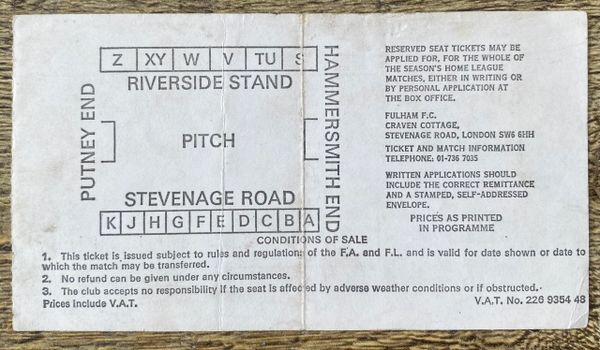 Z XY W V TU S
RIVERSIDE STAND
PUTNEY END
PITCH
HAMMERSMITH END
STEVENAGE ROAD
K J H G F E D C B A
RESERVED SEAT TICKETS MAY BE
APPLIED FOR, FOR THE WHOLE OF
THE SEASON'S HOME LEAGUE
MATCHES, EITHER IN WRITING OR
BY PERSONAL APPLICATION AT
THE BOX OFFICE.
FULHAM F.C.
CRAVEN COTTAGE,
STEVENAGE ROAD, LONDON SW6 6HH
TICKET AND MATCH INFORMATION
TELEPHONE: 01-736 7035
WRITTEN APPLICATIONS SHOULD
INCLUDE THE CORRECT REMITTANCE
AND A STAMPED, SELF-ADDRESSED
ENVELOPE.
PRICES AS PRINTED
IN PROGRAMME
CONDITIONS OF SALE
1. This ticket is issued subject to rules and regulations of the F.A. and F.L. and is valid for date shown or date to
which the match may be transferred.
2. No refund can be given under any circumstances.
3. The club accepts no responsibility if the seat is affected by adverse weather conditions or if obstructed.
Prices include V.A.T.
V.A.T. No. 226 9354 48